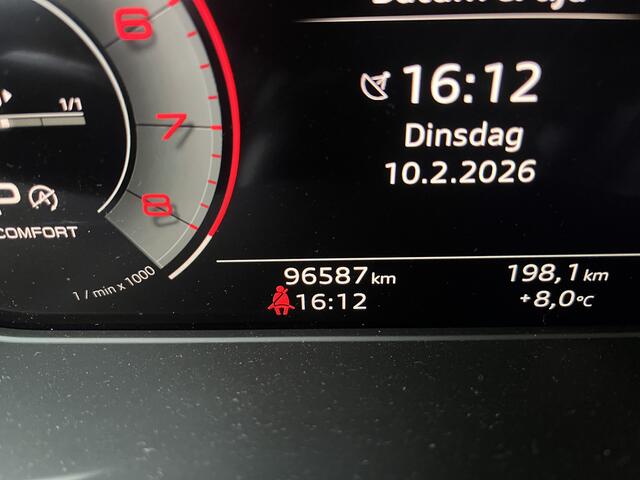 6
16:12
1/1
Dinsdag
7
10.2.2026
P
8
COMFORT
1 / min x 1000
96587 km
198,1 km
16:12
+8,0°C